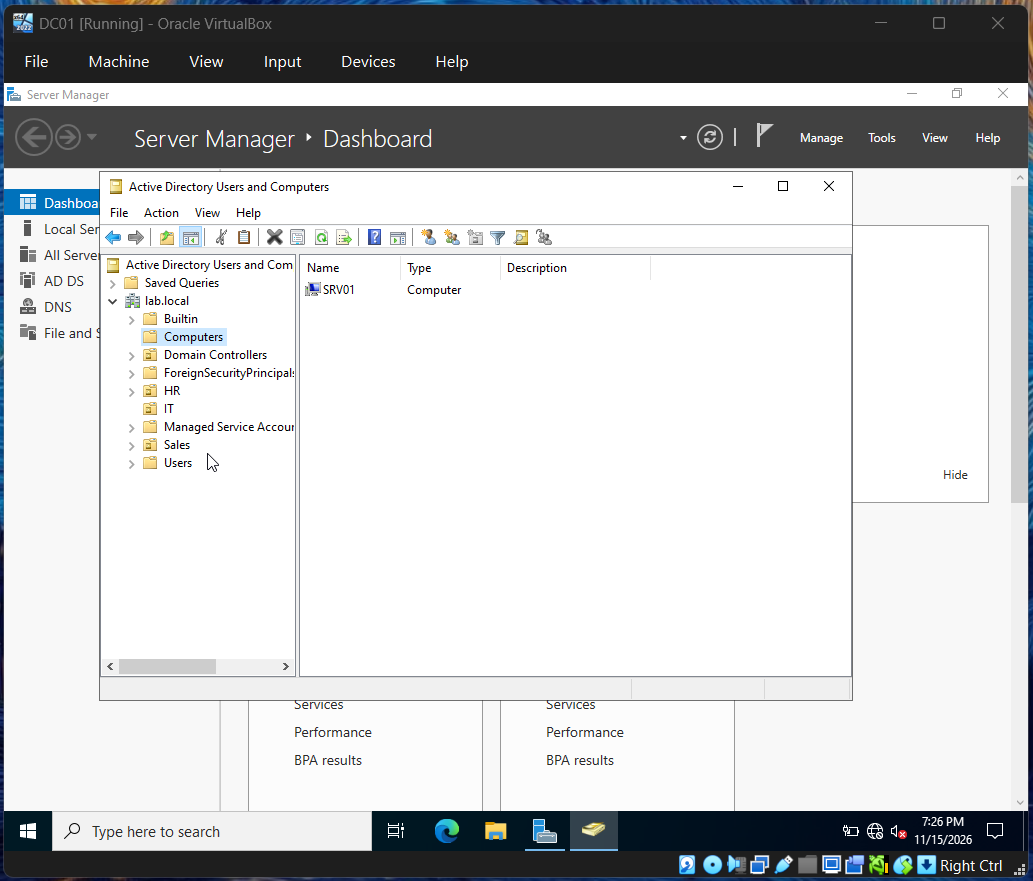 DC01 [Running] - Oracle VirtualBox
File Machine View Input Devices Help
Server Manager
Server Manager Dashboard
Manage Tools View Help
Active Directory Users and Computers
Dashboa
Local Ser
All Server
AD DS
DNS
File and S
File Action View Help
Active Directory Users and Com
Saved Queries
lab.local
Builtin
Computers
Domain Controllers
ForeignSecurityPrincipals
HR
IT
Managed Service Accour
Sales
Users
Name Type Description
SRV01 Computer
Hide
Services
Performance
BPA results
Services
Performance
BPA results
Type here to search
7:26 PM
11/15/2026
Right Ctrl